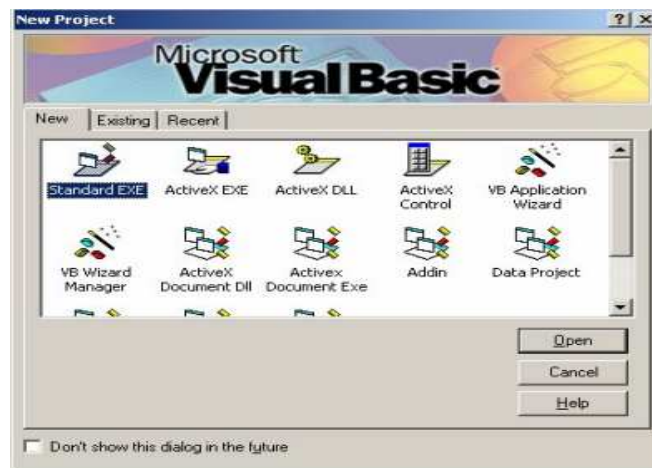 New Project
Microsoft
Visual Basic
New Existing Recent
Standard EXE ActiveX EXE ActiveX DLL ActiveX Control VB Application Wizard
VB Wizard Manager ActiveX Document Dll Activex Document Exe Addin Data Project
Open
Cancel
Help
Don't show this dialog in the future